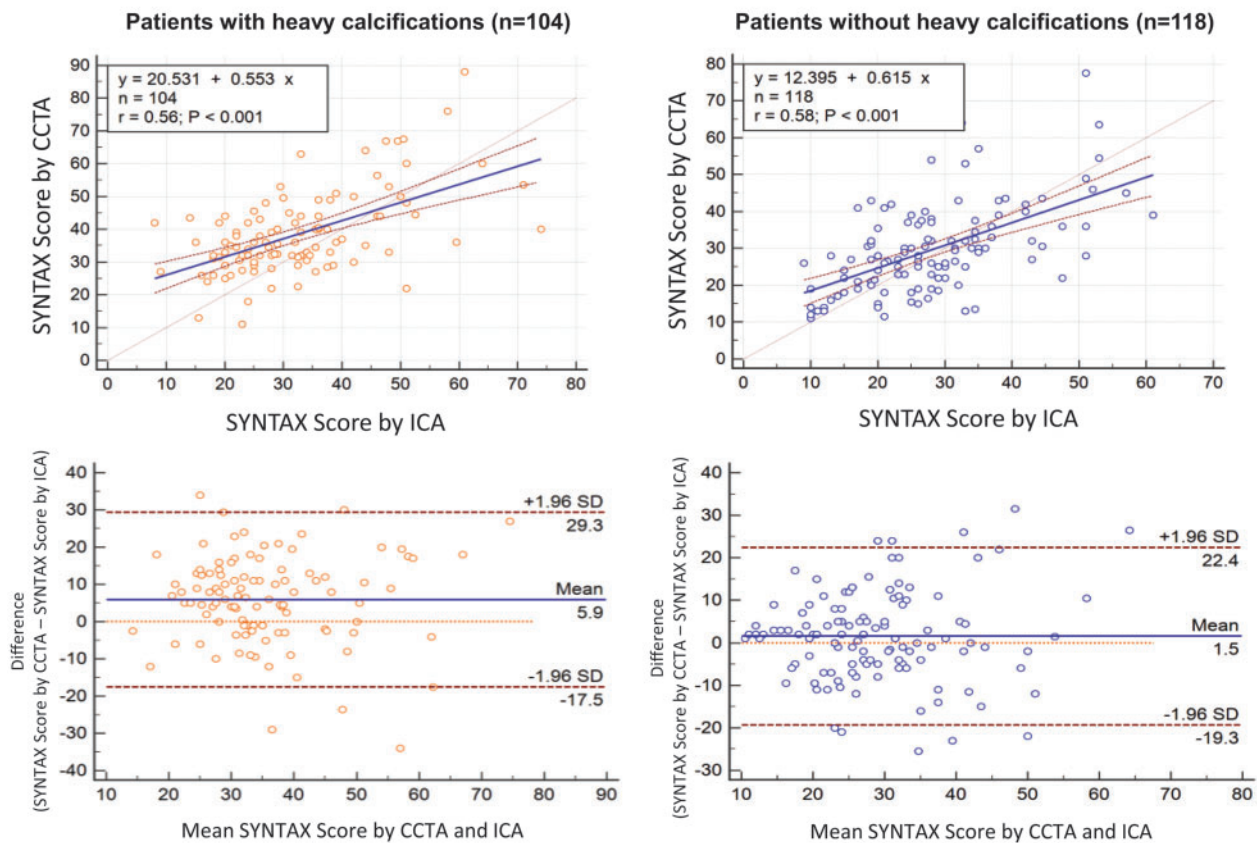 Patients with heavy calcifications (n=104)
y = 20.531 + 0.553 x
n = 104
r = 0.56; P < 0.001
90
80
70
60
50
40
30
20
10
0
SYNTAX Score by CCTA
0 10 20 30 40 50 60 70 80
SYNTAX Score by ICA
Patients without heavy calcifications (n=118)
y = 12.395 + 0.615 x
n = 118
r = 0.58; P < 0.001
80
70
60
50
40
30
20
10
0
SYNTAX Score by CCTA
0 10 20 30 40 50 60 70
SYNTAX Score by ICA
40
30
20
10
0
-10
-20
-30
-40
Difference
(SYNTAX Score by CCTA – SYNTAX Score by ICA)
+1.96 SD
29.3
Mean
5.9
-1.96 SD
-17.5
10 20 30 40 50 60 70 80 90
Mean SYNTAX Score by CCTA and ICA
40
30
20
10
0
-10
-20
-30
Difference
(SYNTAX Score by CCTA – SYNTAX Score by ICA)
+1.96 SD
22.4
Mean
1.5
-1.96 SD
-19.3
10 20 30 40 50 60 70 80
Mean SYNTAX Score by CCTA and ICA